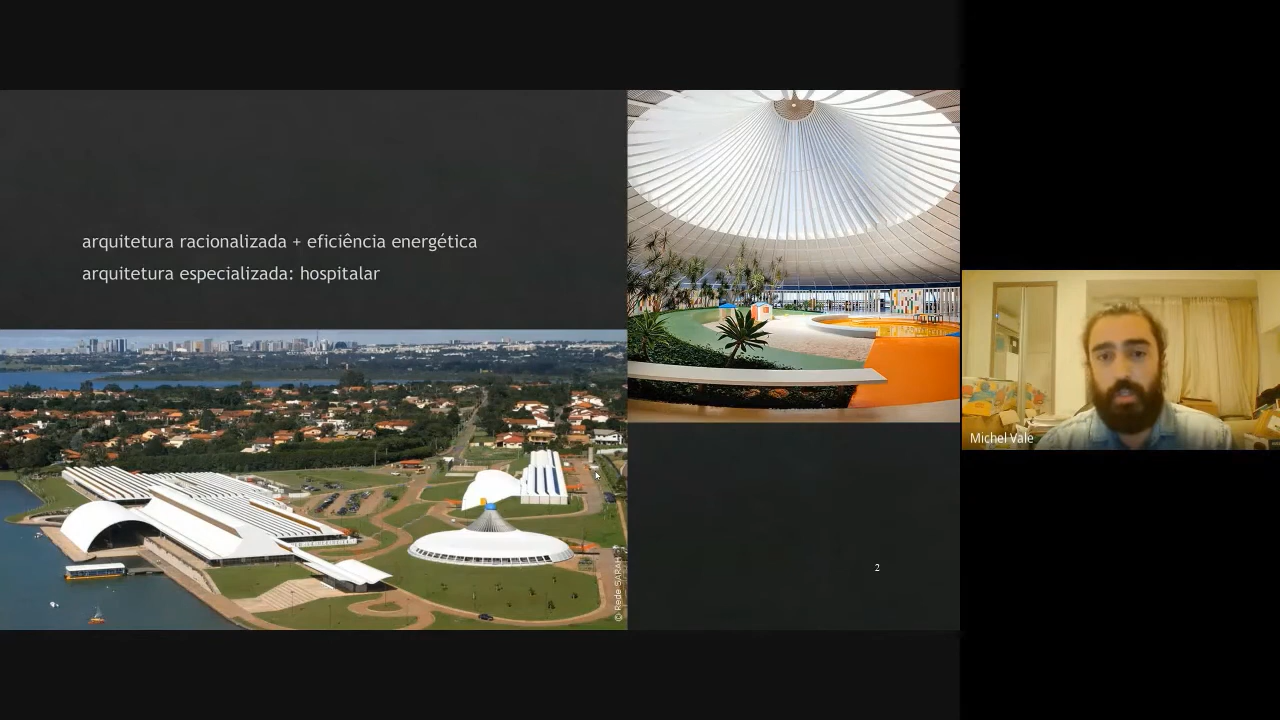 arquitetura racionalizada + eficiência energética
arquitetura especializada: hospitalar
© Rede SARAH
2
Michel Vale